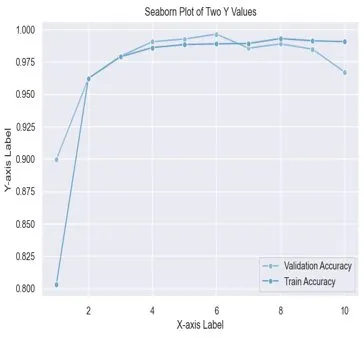 Seaborn Plot of Two Y Values
1.000
0.975
0.950
0.925
0.900
0.875
0.850
0.825
0.800
Y-axis Label
2 4 6 8 10
X-axis Label
Validation Accuracy
Train Accuracy